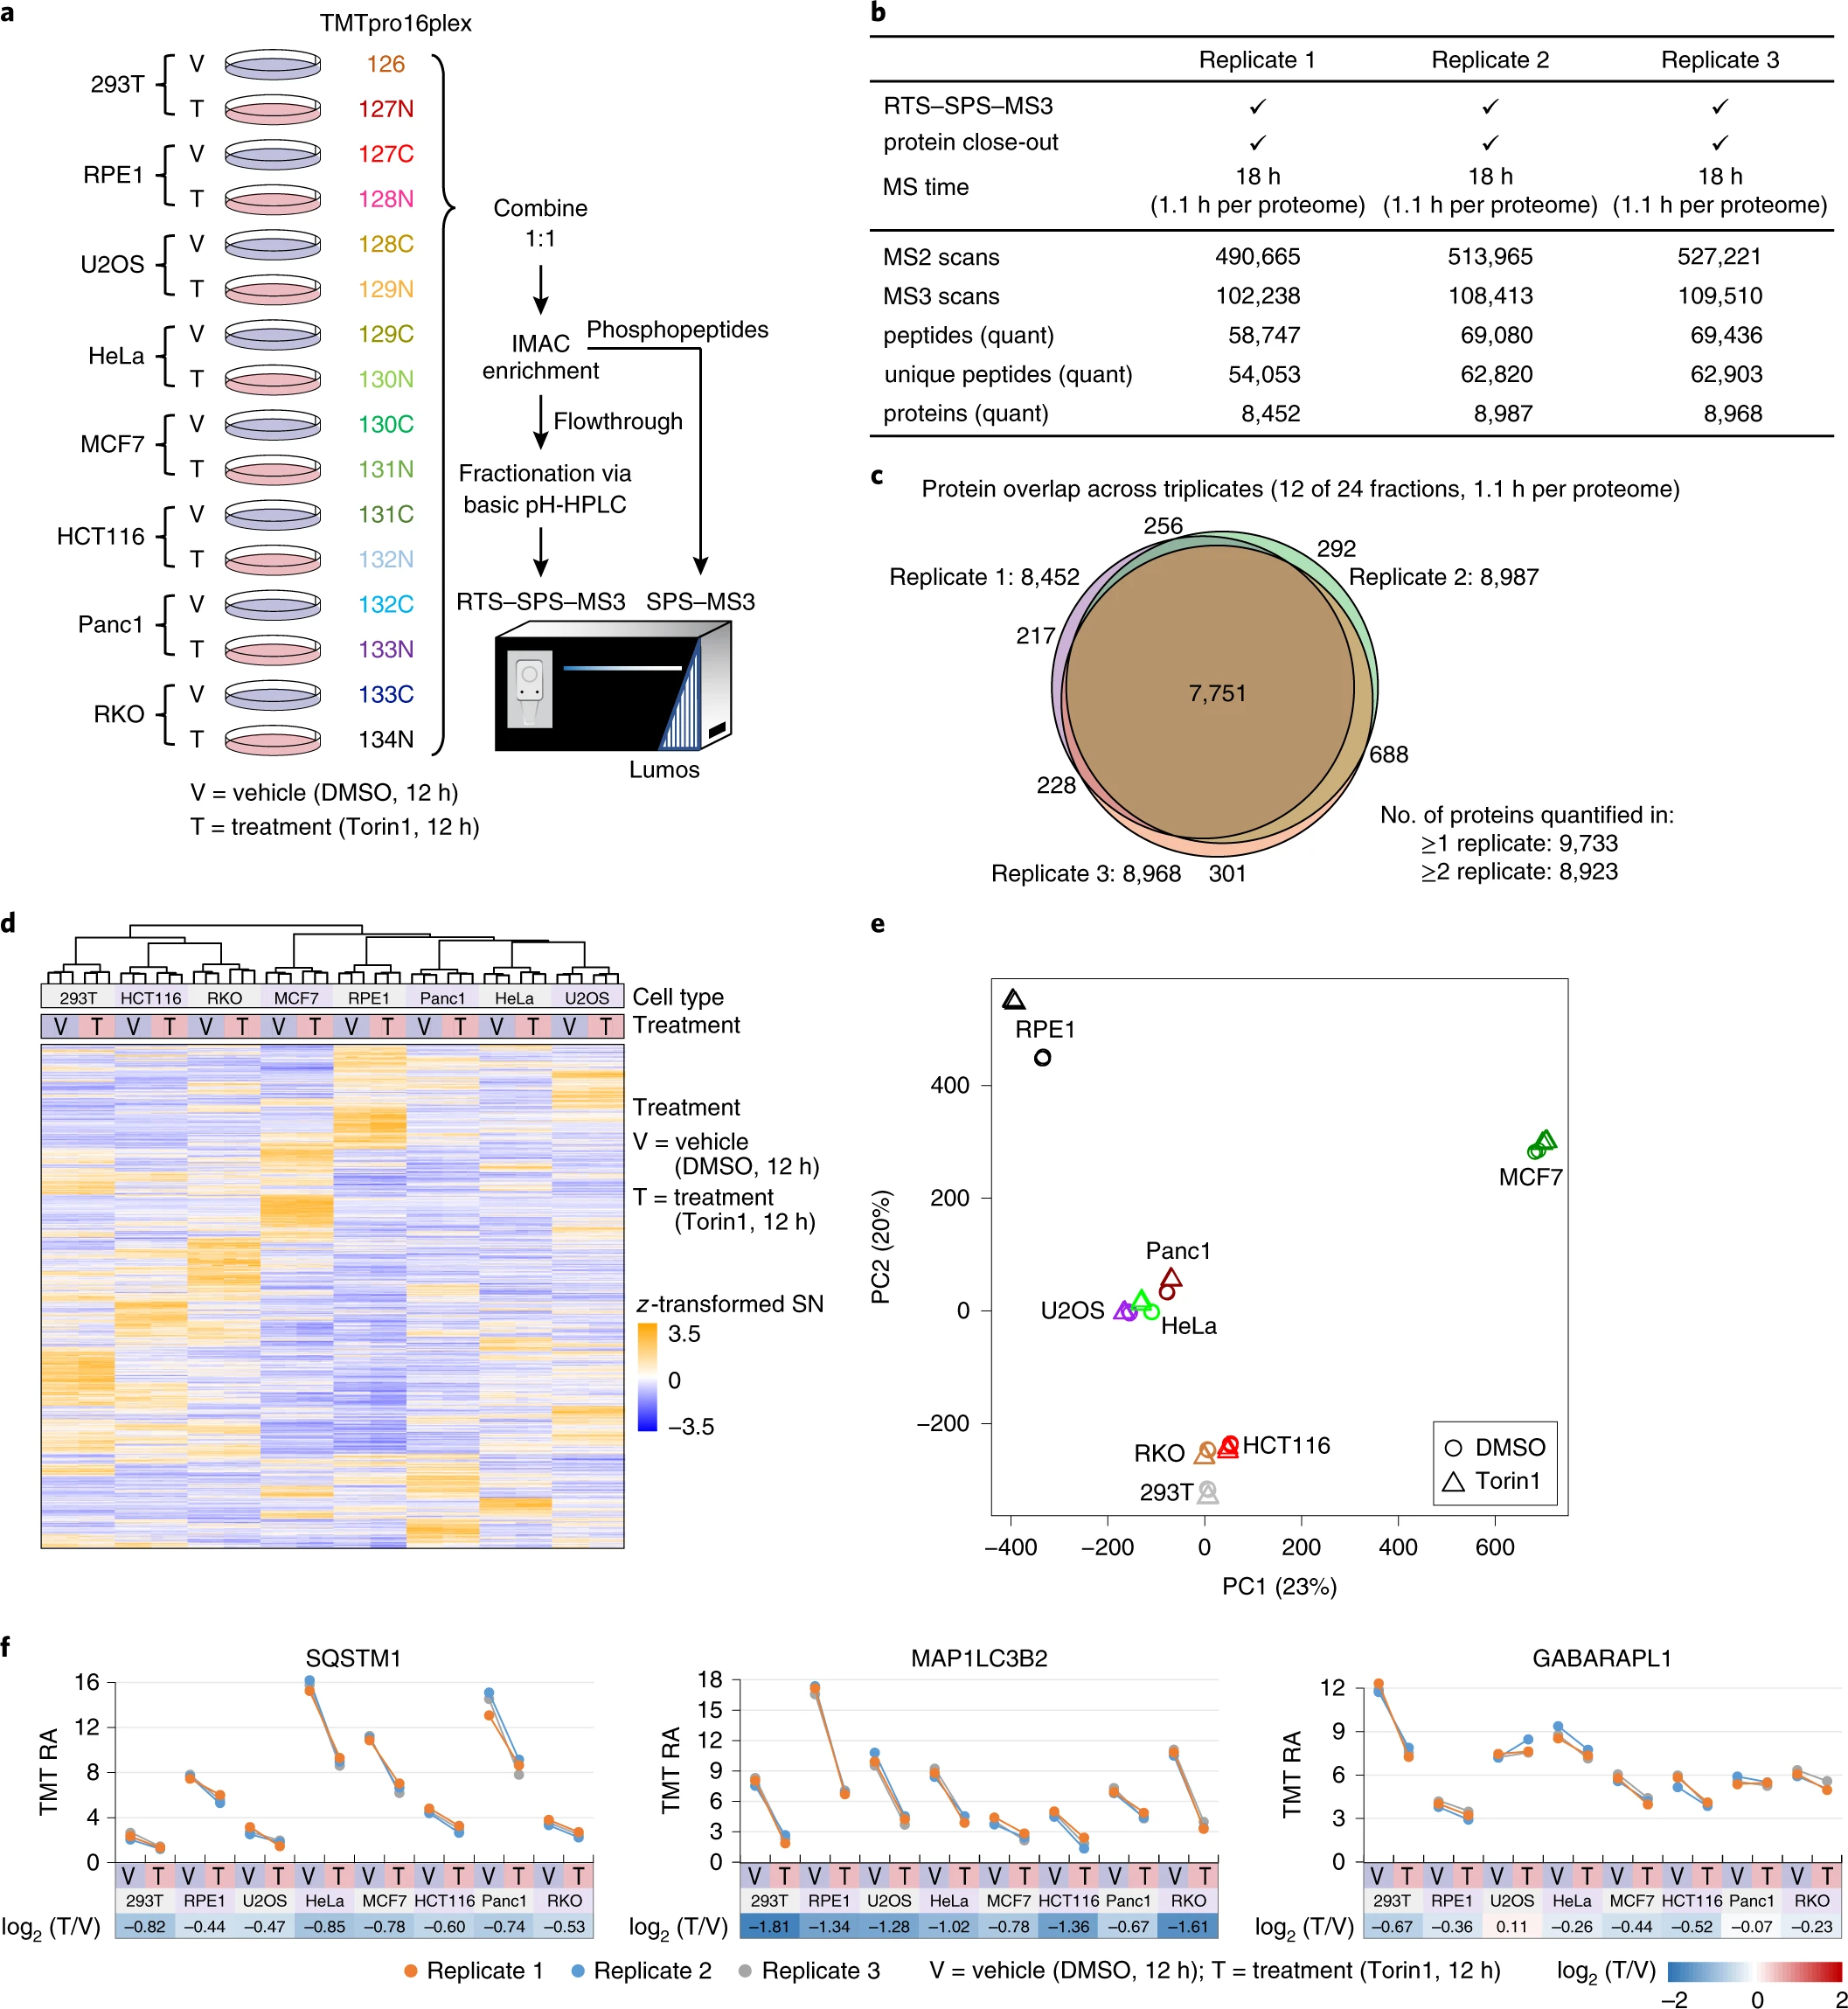 a
TMTpro16plex
293T
V 126
T 127N
RPE1
V 127C
T 128N
U2OS
V 128C
T 129N
HeLa
V 129C
T 130N
MCF7
V 130C
T 131N
HCT116
V 131C
T 132N
Panc1
V 132C
T 133N
RKO
V 133C
T 134N
V = vehicle (DMSO, 12 h)
T = treatment (Torin1, 12 h)
Combine
1:1
IMAC
enrichment
Phosphopeptides
Flowthrough
Fractionation via
basic pH-HPLC
RTS–SPS–MS3 SPS–MS3
Lumos
b
Replicate 1 Replicate 2 Replicate 3
RTS–SPS–MS3 ✓ ✓ ✓
protein close-out ✓ ✓ ✓
MS time 18 h 18 h 18 h
(1.1 h per proteome) (1.1 h per proteome) (1.1 h per proteome)
MS2 scans 490,665 513,965 527,221
MS3 scans 102,238 108,413 109,510
peptides (quant) 58,747 69,080 69,436
unique peptides (quant) 54,053 62,820 62,903
proteins (quant) 8,452 8,987 8,968
c
Protein overlap across triplicates (12 of 24 fractions, 1.1 h per proteome)
256
292
Replicate 1: 8,452
Replicate 2: 8,987
217
7,751
688
228
Replicate 3: 8,968
301
No. of proteins quantified in:
≥1 replicate: 9,733
≥2 replicate: 8,923
d
293T HCT116 RKO MCF7 RPE1 Panc1 HeLa U2OS
Cell type
V T V T V T V T V T V T V T V T
Treatment
Treatment
V = vehicle
(DMSO, 12 h)
T = treatment
(Torin1, 12 h)
z-transformed SN
3.5
0
−3.5
e
PC2 (20%)
400
200
0
−200
RPE1
MCF7
Panc1
U2OS
HeLa
RKO
HCT116
293T
DMSO
Torin1
−400 −200 0 200 400 600
PC1 (23%)
f
SQSTM1
TMT RA
16
12
8
4
0
V T V T V T V T V T V T V T V T
293T RPE1 U2OS HeLa MCF7 HCT116 Panc1 RKO
log2 (T/V) −0.82 −0.44 −0.47 −0.85 −0.78 −0.60 −0.74 −0.53
MAP1LC3B2
TMT RA
18
15
12
9
6
3
0
V T V T V T V T V T V T V T V T
293T RPE1 U2OS HeLa MCF7 HCT116 Panc1 RKO
log2 (T/V) −1.81 −1.34 −1.28 −1.02 −0.78 −1.36 −0.67 −1.61
GABARAPL1
TMT RA
12
9
6
3
0
V T V T V T V T V T V T V T V T
293T RPE1 U2OS HeLa MCF7 HCT116 Panc1 RKO
log2 (T/V) −0.67 −0.36 0.11 −0.26 −0.44 −0.52 −0.07 −0.23
Replicate 1 Replicate 2 Replicate 3
V = vehicle (DMSO, 12 h); T = treatment (Torin1, 12 h)
log2 (T/V)
−2 0 2